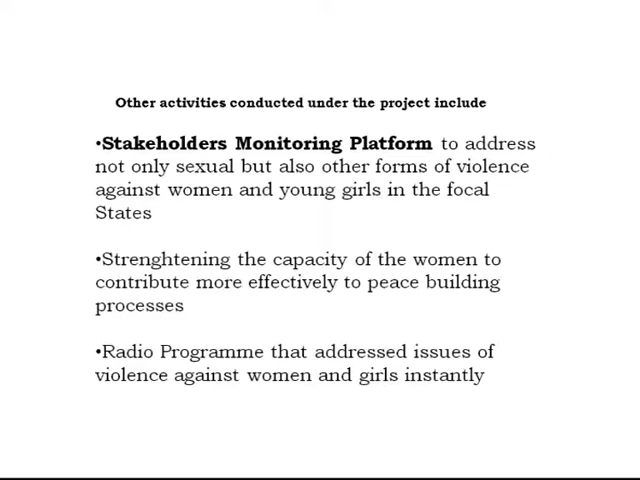 Other activities conducted under the project include
•Stakeholders Monitoring Platform to address
not only sexual but also other forms of violence
against women and young girls in the focal
States
•Strenghtening the capacity of the women to
contribute more effectively to peace building
processes
•Radio Programme that addressed issues of
violence against women and girls instantly